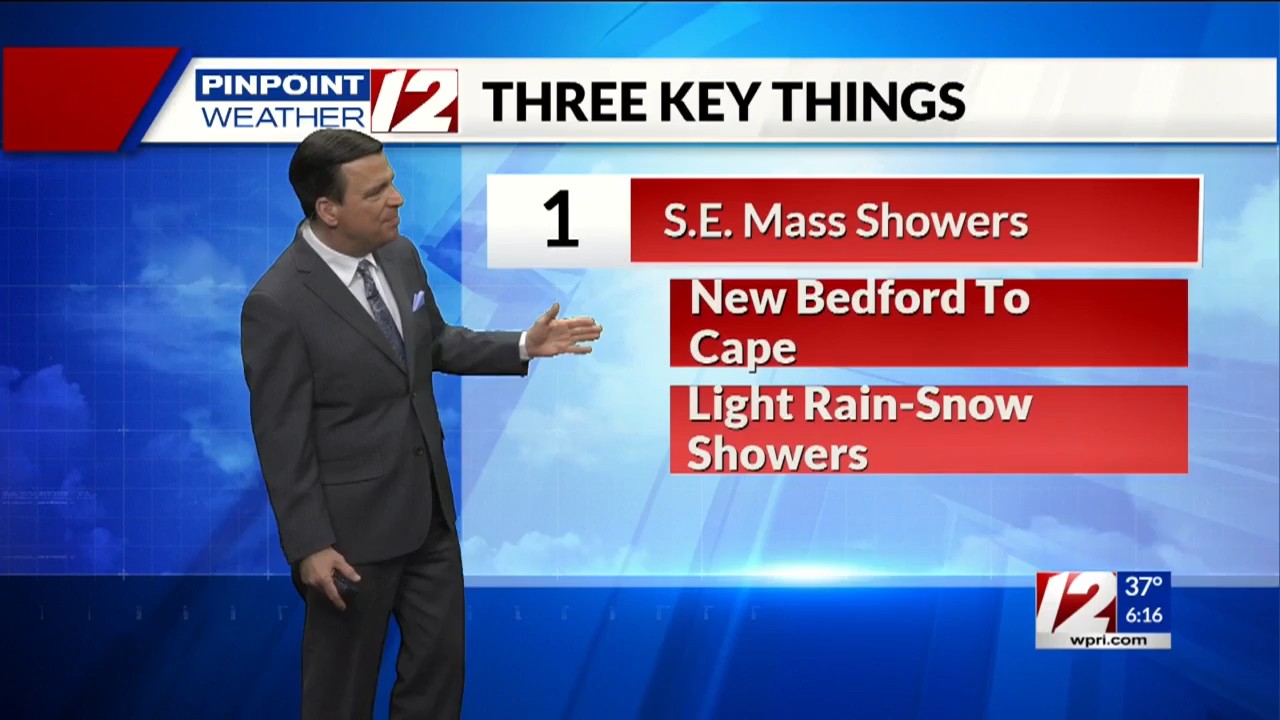 PINPOINT
WEATHER
12
THREE KEY THINGS
1
S.E. Mass Showers
New Bedford To
Cape
Light Rain-Snow
Showers
12
37°
6:16
wpri.com